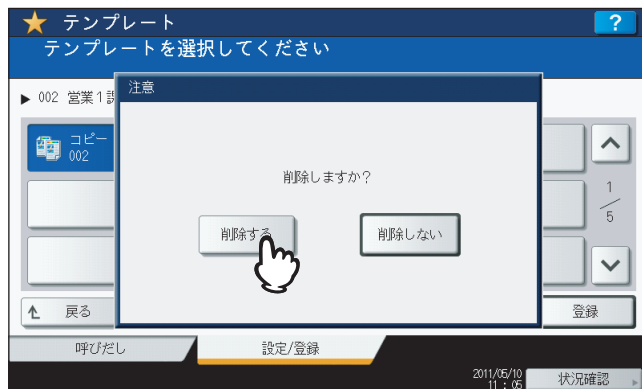 テンプレート
?
テンプレートを選択してください
002 営業1課
注意
コピー
002
削除しますか?
削除する
削除しない
1
5
戻る
登録
呼びだし
設定/登録
2011/05/10
11 : 05
状況確認